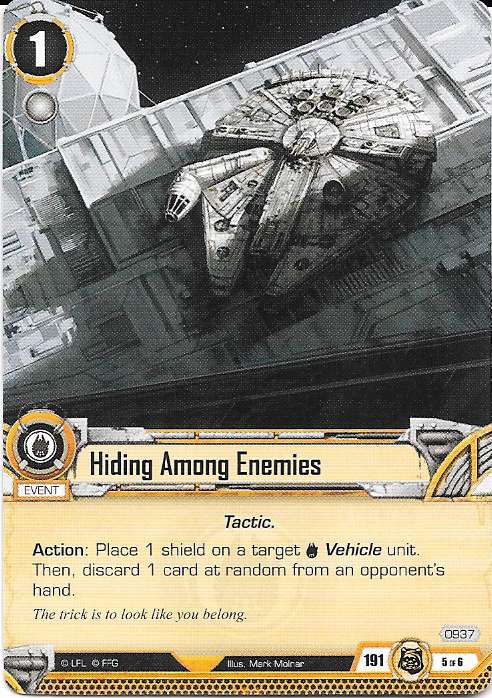 1
Hiding Among Enemies
EVENT
Tactic.
Action: Place 1 shield on a target Vehicle unit.
Then, discard 1 card at random from an opponent's
hand.
The trick is to look like you belong.
0937
© LFL © FFG
Illus. Mark Molnar
191
5 OF 6